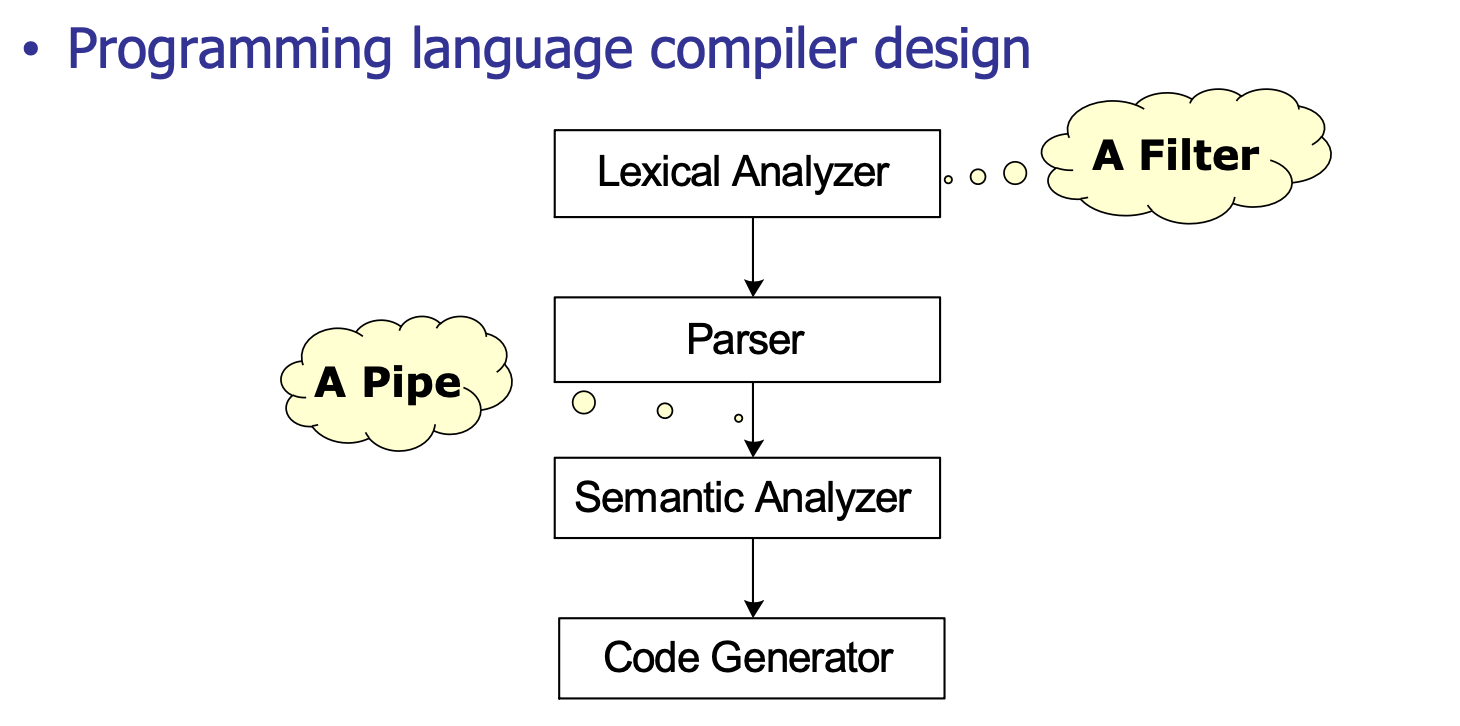 • Programming language compiler design
Lexical Analyzer
A Filter
Parser
A Pipe
Semantic Analyzer
Code Generator